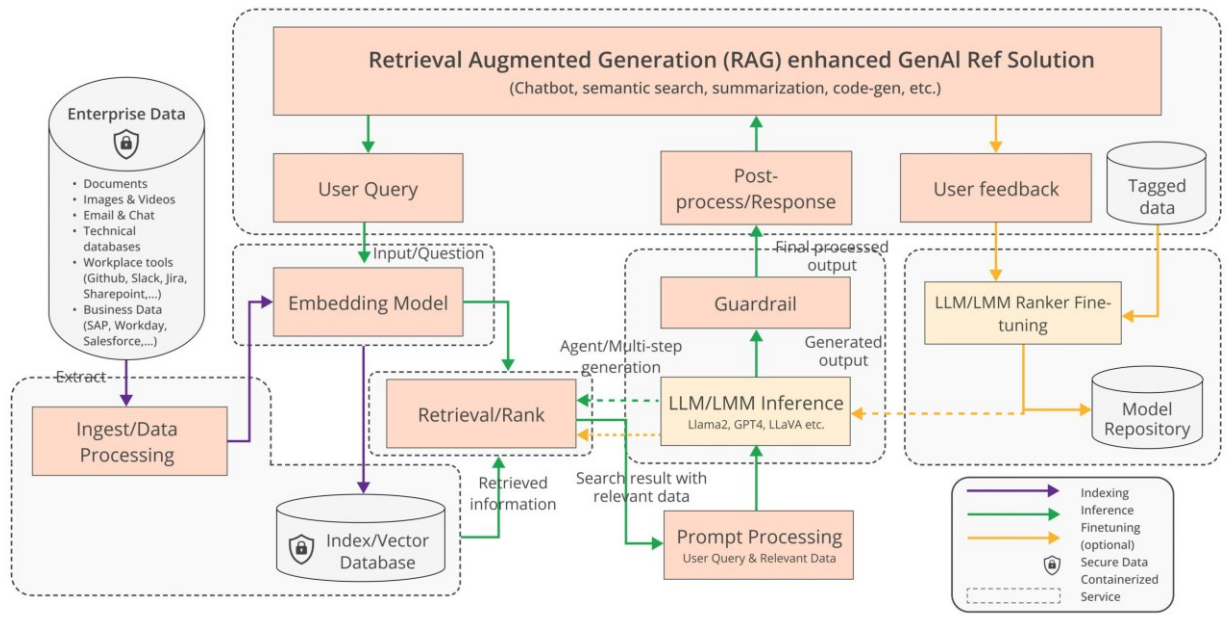 Retrieval Augmented Generation (RAG) enhanced GenAI Ref Solution
(Chatbot, semantic search, summarization, code-gen, etc.)
Enterprise Data
• Documents
• Images & Videos
• Email & Chat
• Technical
databases
• Workplace tools
(Github, Slack, Jira,
Sharepoint,...)
• Business Data
(SAP, Workday,
Salesforce,...)
User Query
Post-
process/Response
User feedback
Tagged
data
Input/Question
Embedding Model
Final processed
output
Guardrail
LLM/LMM Ranker Fine-
tuning
Extract
Ingest/Data
Processing
Agent/Multi-step
generation
Generated
output
Retrieval/Rank
LLM/LMM Inference
Llama2, GPT4, LLaVA etc.
Model
Repository
Retrieved
information
Search result with
relevant data
Index/Vector
Database
Prompt Processing
User Query & Relevant Data
Indexing
Inference
Finetuning
(optional)
Secure Data
Containerized
Service